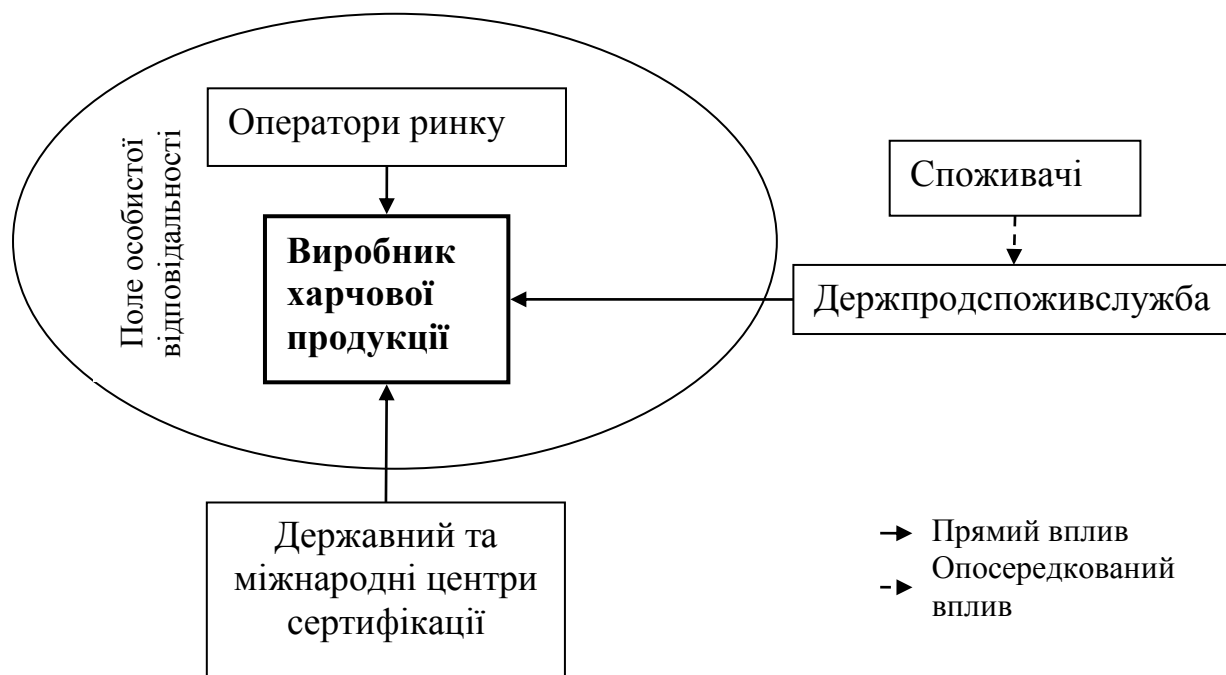 Оператори ринку
Поле особистої
відповідальності
Виробник
харчової
продукції
Споживачі
Держпродспоживслужба
Державний та
міжнародні центри
сертифікації
Прямий вплив
Опосередкований
вплив